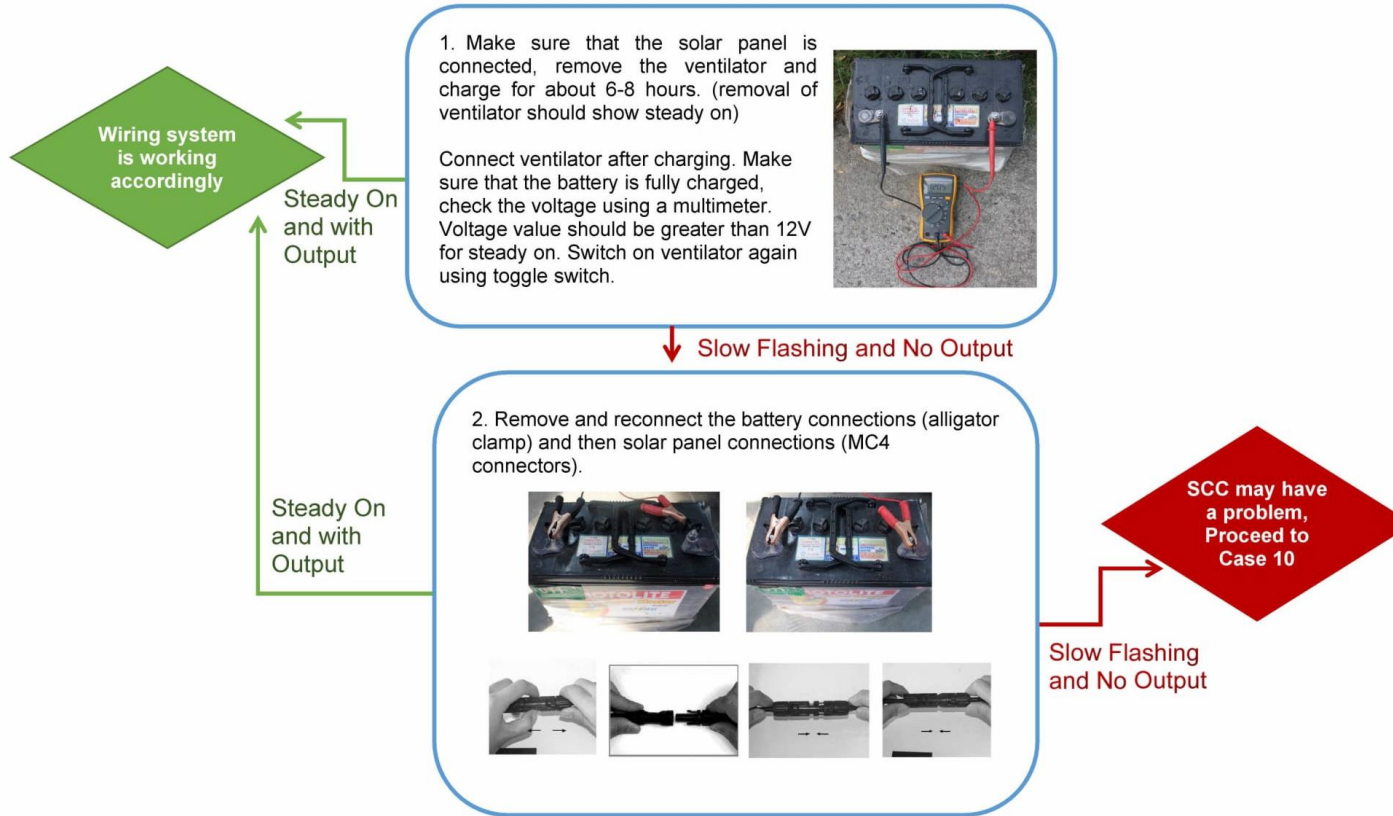 1. Make sure that the solar panel is
connected, remove the ventilator and
charge for about 6-8 hours. (removal of
ventilator should show steady on)
Connect ventilator after charging. Make
sure that the battery is fully charged,
check the voltage using a multimeter.
Voltage value should be greater than 12V
for steady on. Switch on ventilator again
using toggle switch.
Wiring system
is working
accordingly
Steady On
and with
Output
Slow Flashing and No Output
2. Remove and reconnect the battery connections (alligator
clamp) and then solar panel connections (MC4
connectors).
Steady On
and with
Output
SCC may have
a problem,
Proceed to
Case 10
Slow Flashing
and No Output